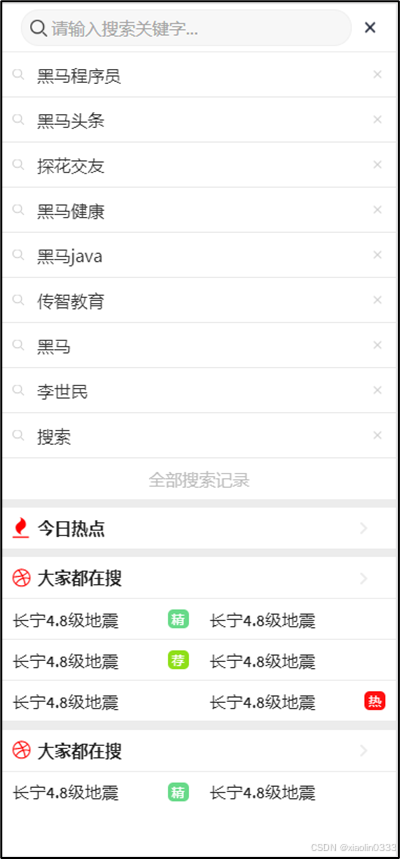 请输入搜索关键字...
黑马程序员
黑马头条
探花交友
黑马健康
黑马java
传智教育
黑马
李世民
搜索
全部搜索记录
今日热点
大家都在搜
长宁4.8级地震 精 长宁4.8级地震
长宁4.8级地震 荐 长宁4.8级地震
长宁4.8级地震 长宁4.8级地震 热
大家都在搜
长宁4.8级地震 精 长宁4.8级地震
CSDN @xiaolin0333